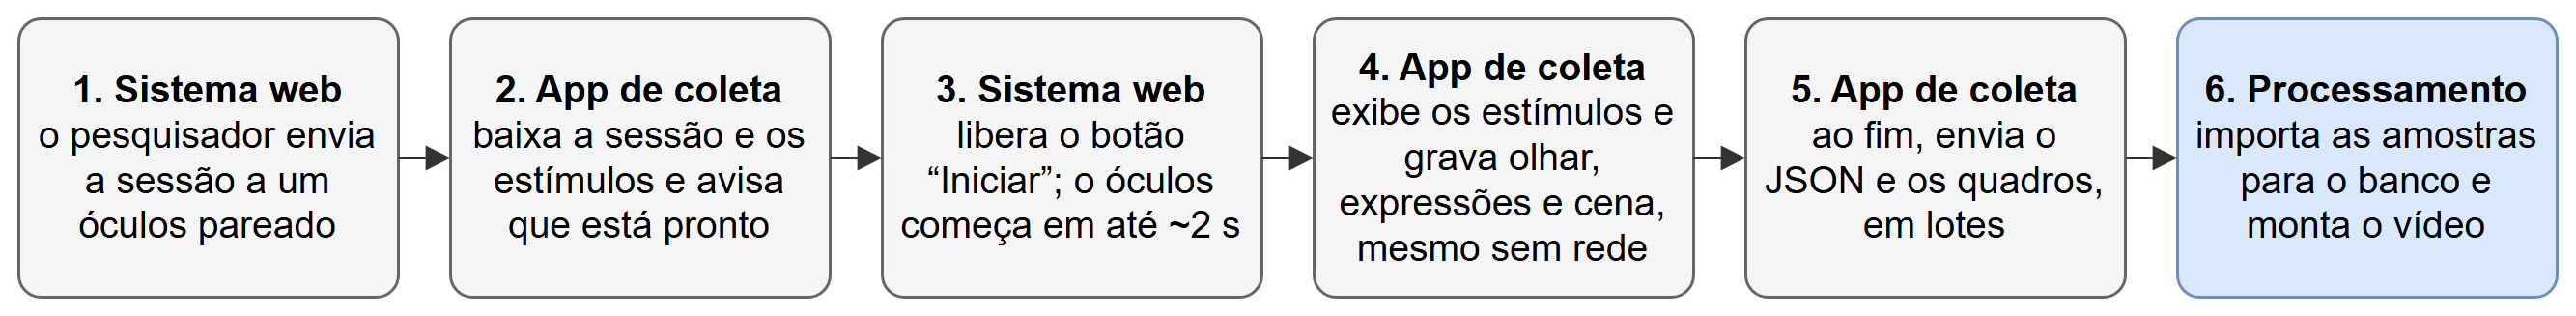 1. Sistema web
o pesquisador envia
a sessão a um
óculos pareado
2. App de coleta
baixa a sessão e os
estímulos e avisa
que está pronto
3. Sistema web
libera o botão
“Iniciar”; o óculos
começa em até ~2 s
4. App de coleta
exibe os estímulos e
grava olhar,
expressões e cena,
mesmo sem rede
5. App de coleta
ao fim, envia o
JSON e os quadros,
em lotes
6. Processamento
importa as amostras
para o banco e
monta o vídeo